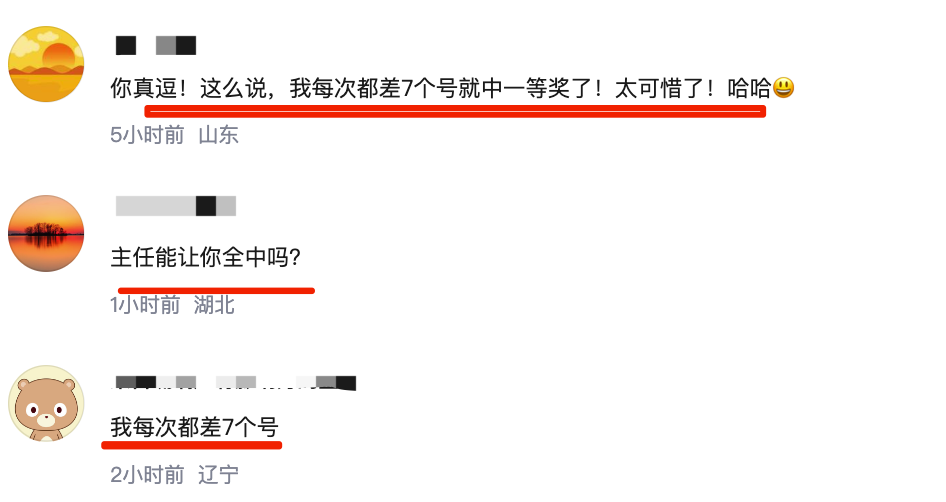 你真逗！这么说，我每次都差7个号就中一等奖了！太可惜了！哈哈😃
5小时前 山东
主任能让你全中吗？
1小时前 湖北
我每次都差7个号
2小时前 辽宁